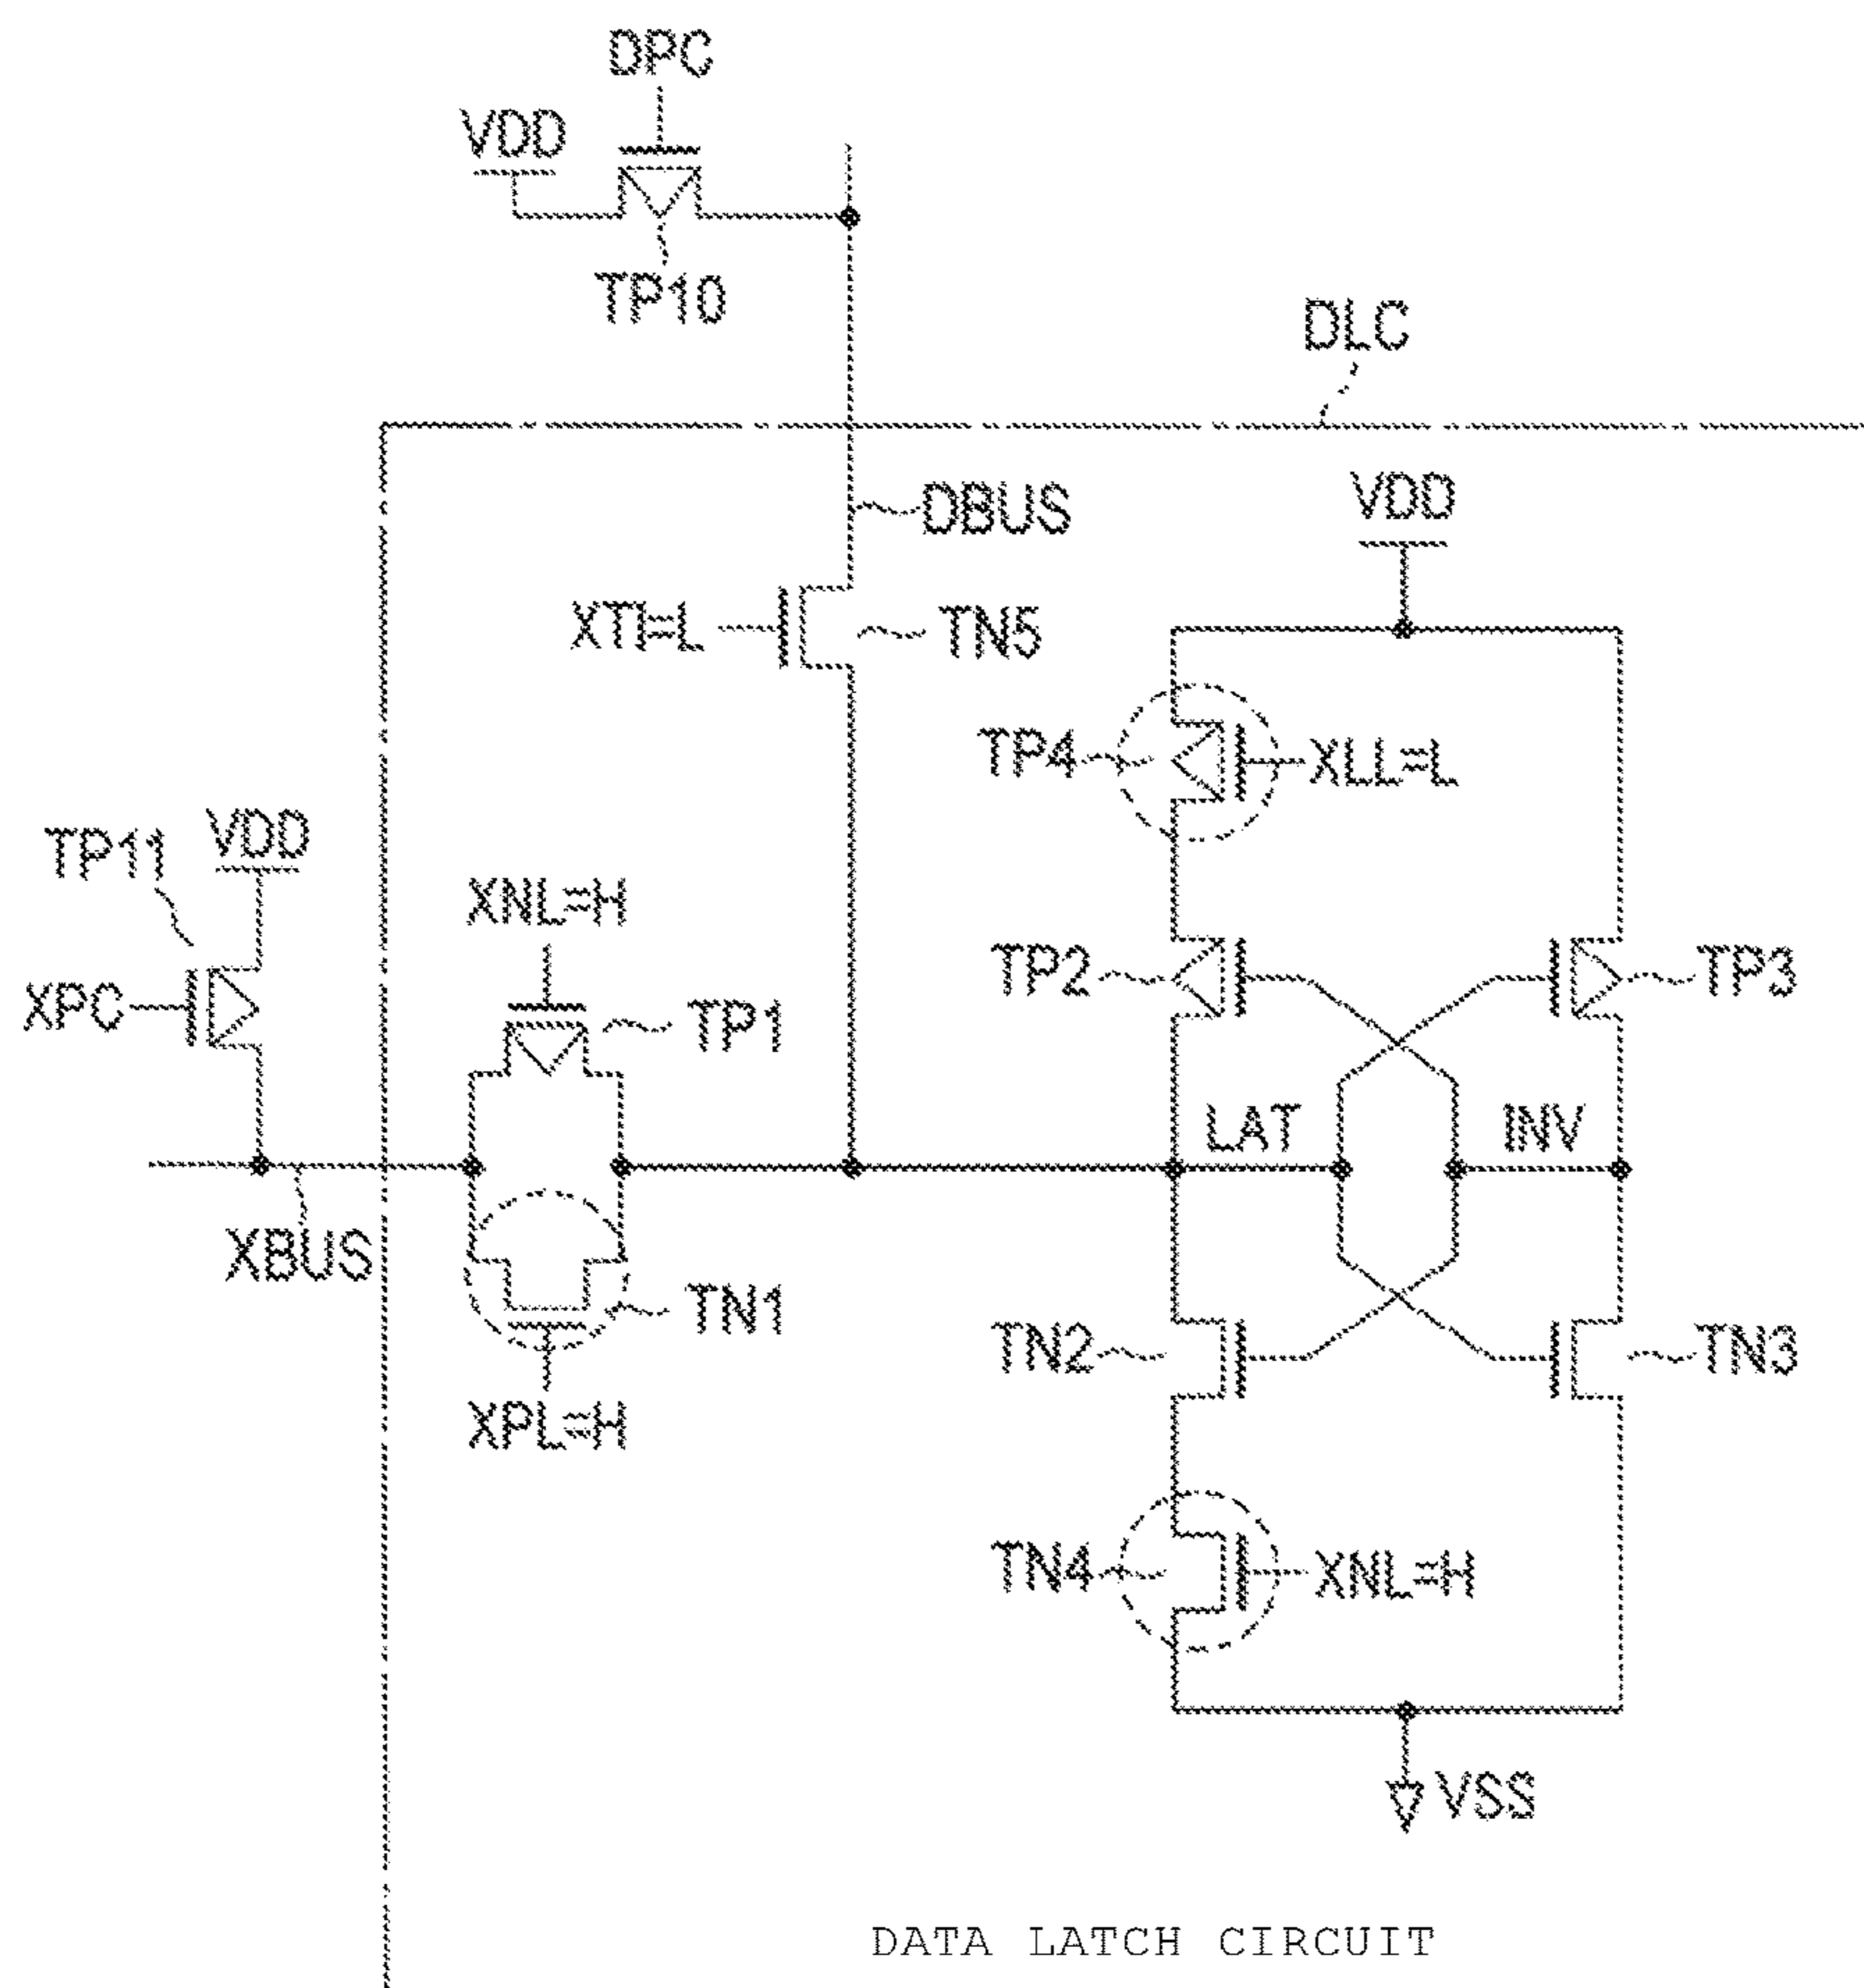 DPC
VDD
TP10
DLC
DBUS
VDD
XTI=L
TN5
TP4
XLL=L
TP11
VDD
XNL=H
TP2
TP3
XPC
TP1
LAT
INV
XBUS
TN1
TN2
TN3
XPL=H
TN4
XNL=H
VSS
DATA LATCH CIRCUIT